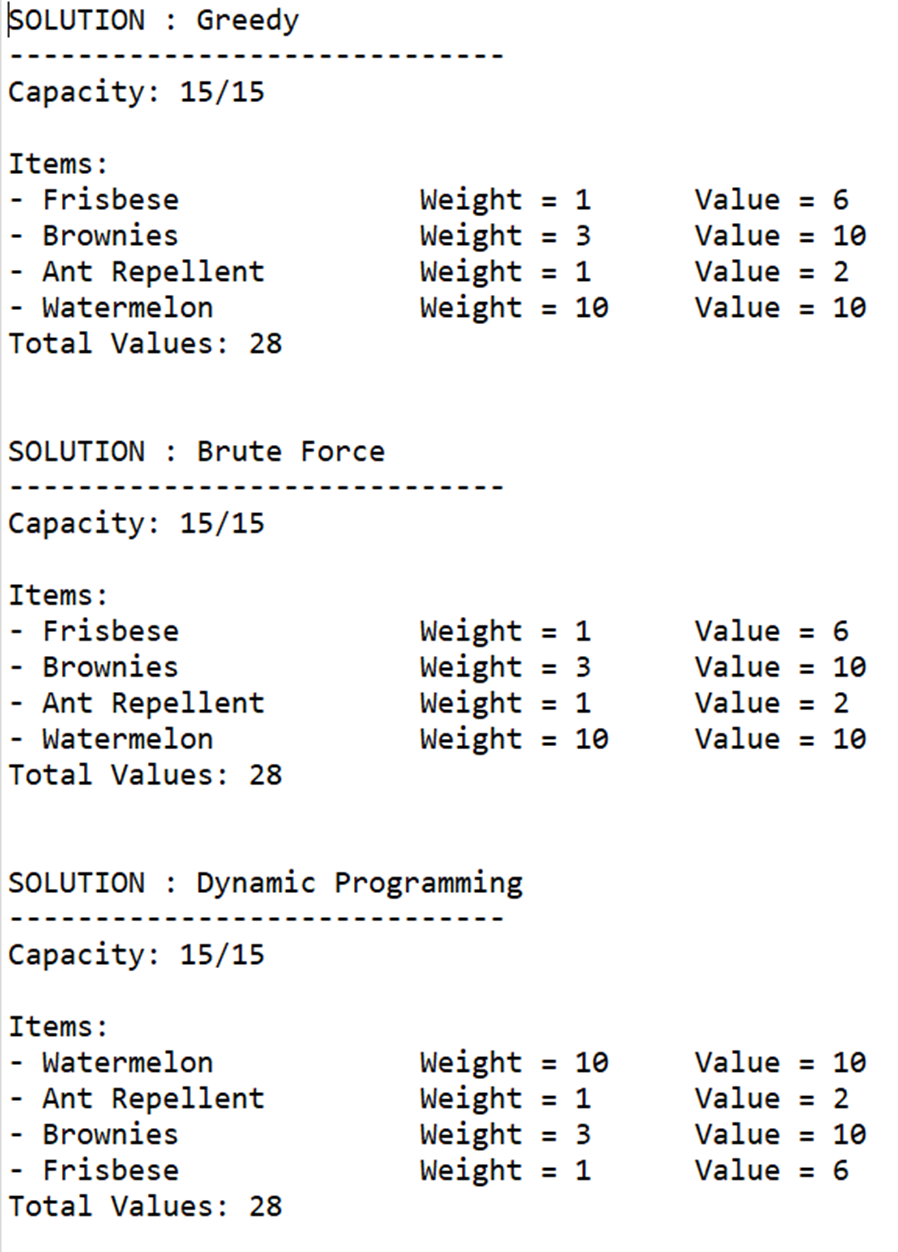 SOLUTION : Greedy
------------------------------
Capacity: 15/15
Items:
- Frisbese Weight = 1 Value = 6
- Brownies Weight = 3 Value = 10
- Ant Repellent Weight = 1 Value = 2
- Watermelon Weight = 10 Value = 10
Total Values: 28
SOLUTION : Brute Force
------------------------------
Capacity: 15/15
Items:
- Frisbese Weight = 1 Value = 6
- Brownies Weight = 3 Value = 10
- Ant Repellent Weight = 1 Value = 2
- Watermelon Weight = 10 Value = 10
Total Values: 28
SOLUTION : Dynamic Programming
------------------------------
Capacity: 15/15
Items:
- Watermelon Weight = 10 Value = 10
- Ant Repellent Weight = 1 Value = 2
- Brownies Weight = 3 Value = 10
- Frisbese Weight = 1 Value = 6
Total Values: 28